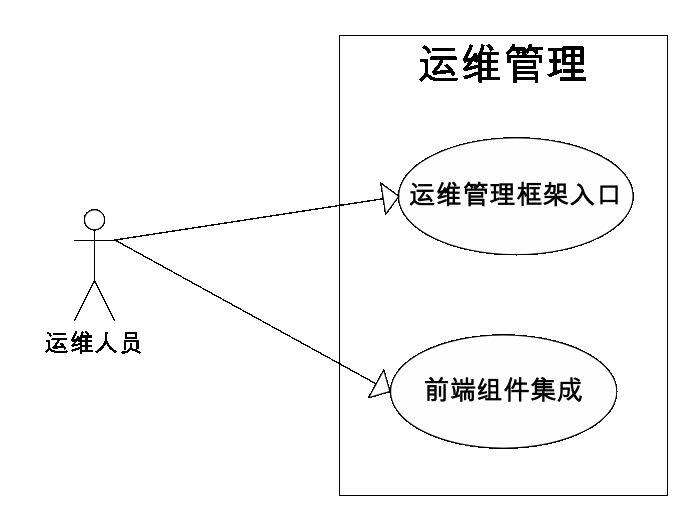 运维管理
运维管理框架入口
运维人员
前端组件集成